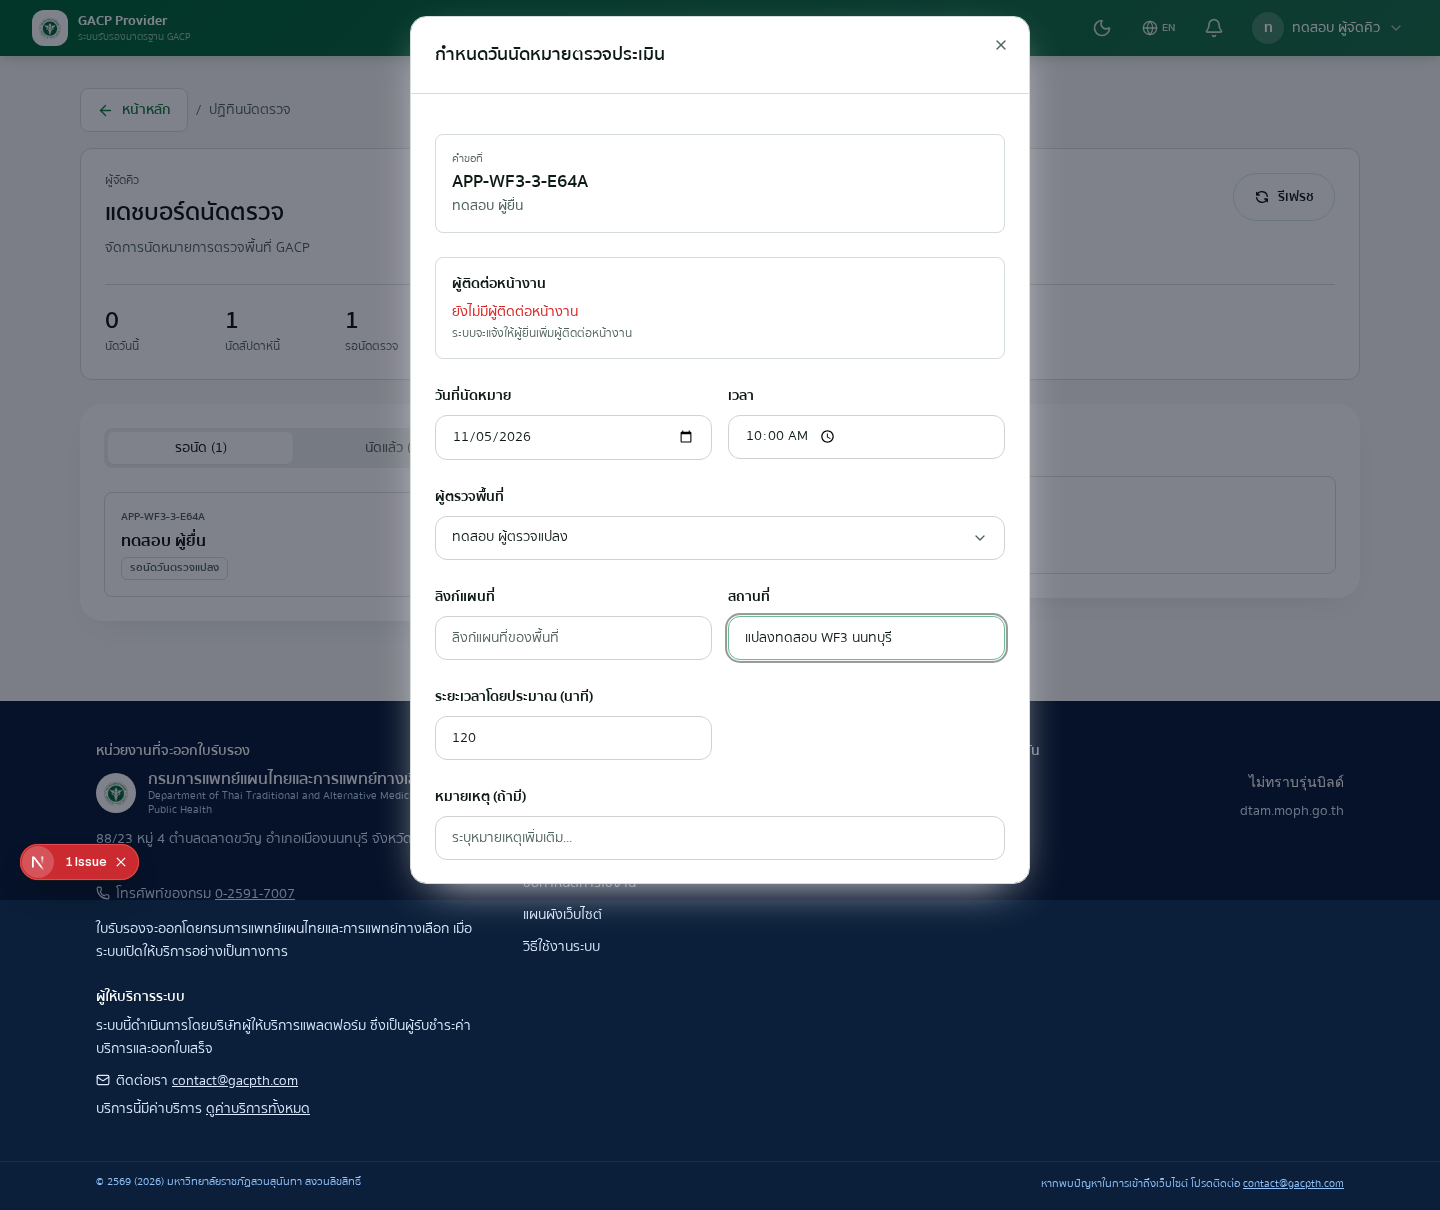 GACP Provider
ระบบรับรองมาตรฐาน GACP
EN
ท
ทดสอบ ผู้จัดคิว
หน้าหลัก
/ ปฏิทินนัดตรวจ
ผู้จัดคิว
แดชบอร์ดนัดตรวจ
จัดการนัดหมายการตรวจพื้นที่ GACP
รีเฟรช
0
นัดวันนี้
1
นัดสัปดาห์นี้
1
รอนัดตรวจ
รอนัด (1)
นัดแล้ว (
APP-WF3-3-E64A
ทดสอบ ผู้ยื่น
รอนัดวันตรวจแปลง
กำหนดวันนัดหมายตรวจประเมิน
คำขอที่
APP-WF3-3-E64A
ทดสอบ ผู้ยื่น
ผู้ติดต่อหน้างาน
ยังไม่มีผู้ติดต่อหน้างาน
ระบบจะแจ้งให้ผู้ยื่นเพิ่มผู้ติดต่อหน้างาน
วันที่นัดหมาย
เวลา
11/05/2026
10:00 AM
ผู้ตรวจพื้นที่
ทดสอบ ผู้ตรวจแปลง
ลิงก์แผนที่
สถานที่
ลิงก์แผนที่ของพื้นที่
แปลงทดสอบ WF3 นนทบุรี
ระยะเวลาโดยประมาณ (นาที)
120
หมายเหตุ (ถ้ามี)
ระบุหมายเหตุเพิ่มเติม...
หน่วยงานที่จะออกใบรับรอง
กรมการแพทย์แผนไทยและการแพทย์ทางเ
Department of Thai Traditional and Alternative Medic
Public Health
88/23 หมู่ 4 ตำบลตลาดขวัญ อำเภอเมืองนนทบุรี จังหวัด
โทรศัพท์ของกรม 0-2591-7007
ใบรับรองจะออกโดยกรมการแพทย์แผนไทยและการแพทย์ทางเลือก เมื่อ
ระบบเปิดให้บริการอย่างเป็นทางการ
ผู้ให้บริการระบบ
ระบบนี้ดำเนินการโดยบริษัทผู้ให้บริการแพลตฟอร์ม ซึ่งเป็นผู้รับชำระค่า
บริการและออกใบเสร็จ
ติดต่อเรา contact@gacpth.com
บริการนี้มีค่าบริการ ดูค่าบริการทั้งหมด
แผนผังเว็บไซต์
วิธีใช้งานระบบ
ไม่ทราบรุ่นบิลด์
dtam.moph.go.th
1 Issue
© 2569 (2026) มหาวิทยาลัยราชภัฏสวนสุนันทา สงวนลิขสิทธิ์
หากพบปัญหาในการเข้าถึงเว็บไซต์ โปรดติดต่อ contact@gacpth.com